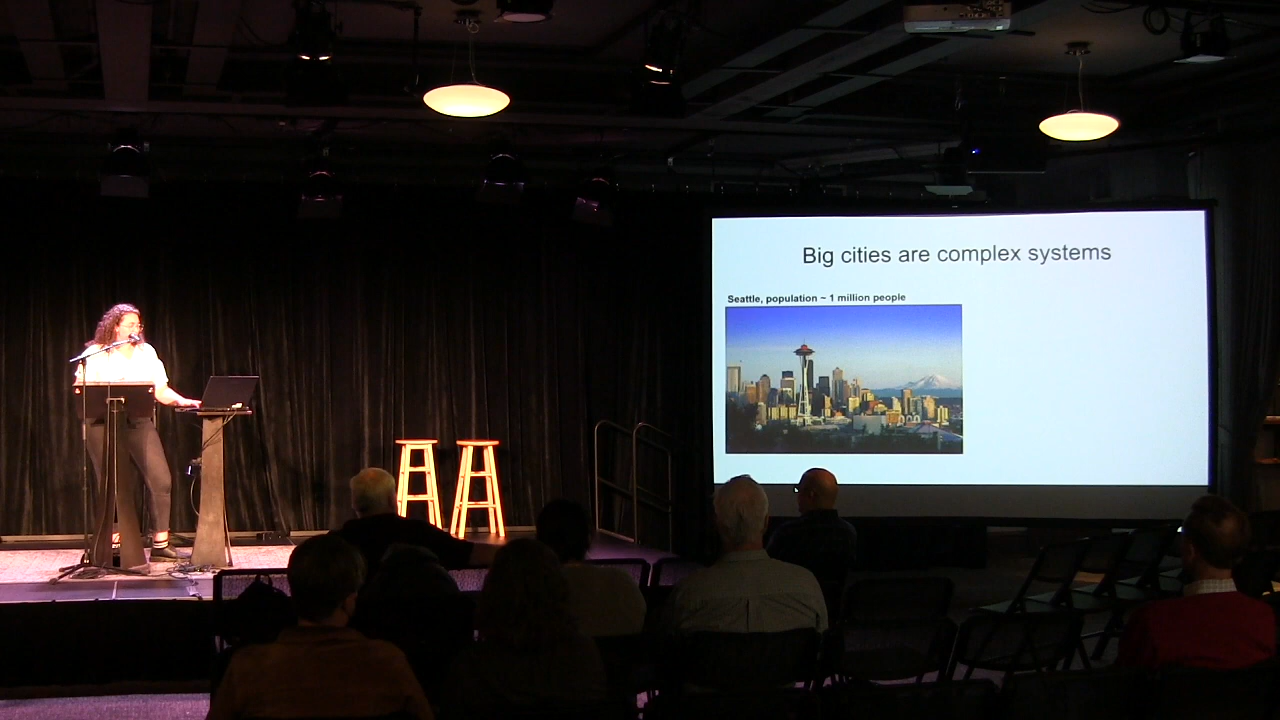 Big cities are complex systems
Seattle, population ~ 1 million people